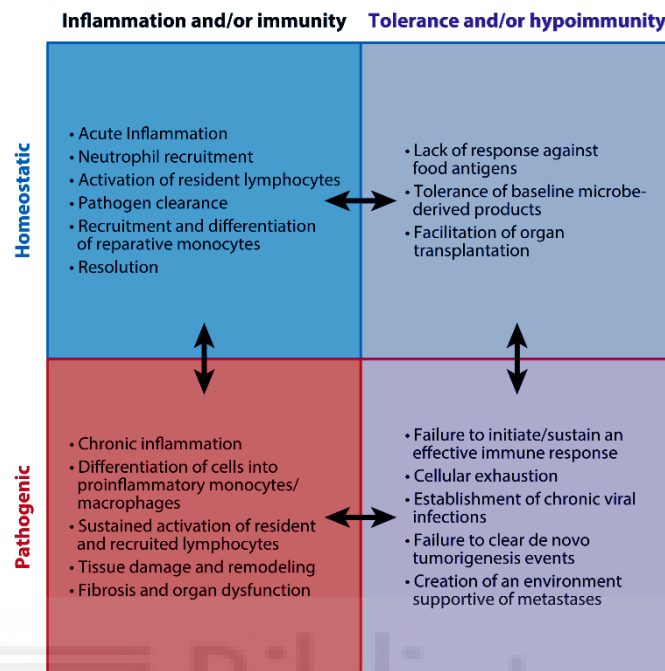 Inflammation and/or immunity
Tolerance and/or hypoimmunity
Homeostatic
• Acute Inflammation
• Neutrophil recruitment
• Activation of resident lymphocytes
• Pathogen clearance
• Recruitment and differentiation
of reparative monocytes
• Resolution
• Lack of response against
food antigens
• Tolerance of baseline microbe-
derived products
• Facilitation of organ
transplantation
Pathogenic
• Chronic inflammation
• Differentiation of cells into
proinflammatory monocytes/
macrophages
• Sustained activation of resident
and recruited lymphocytes
• Tissue damage and remodeling
• Fibrosis and organ dysfunction
• Failure to initiate/sustain an
effective immune response
• Cellular exhaustion
• Establishment of chronic viral
infections
• Failure to clear de novo
tumorigenesis events
• Creation of an environment
supportive of metastases